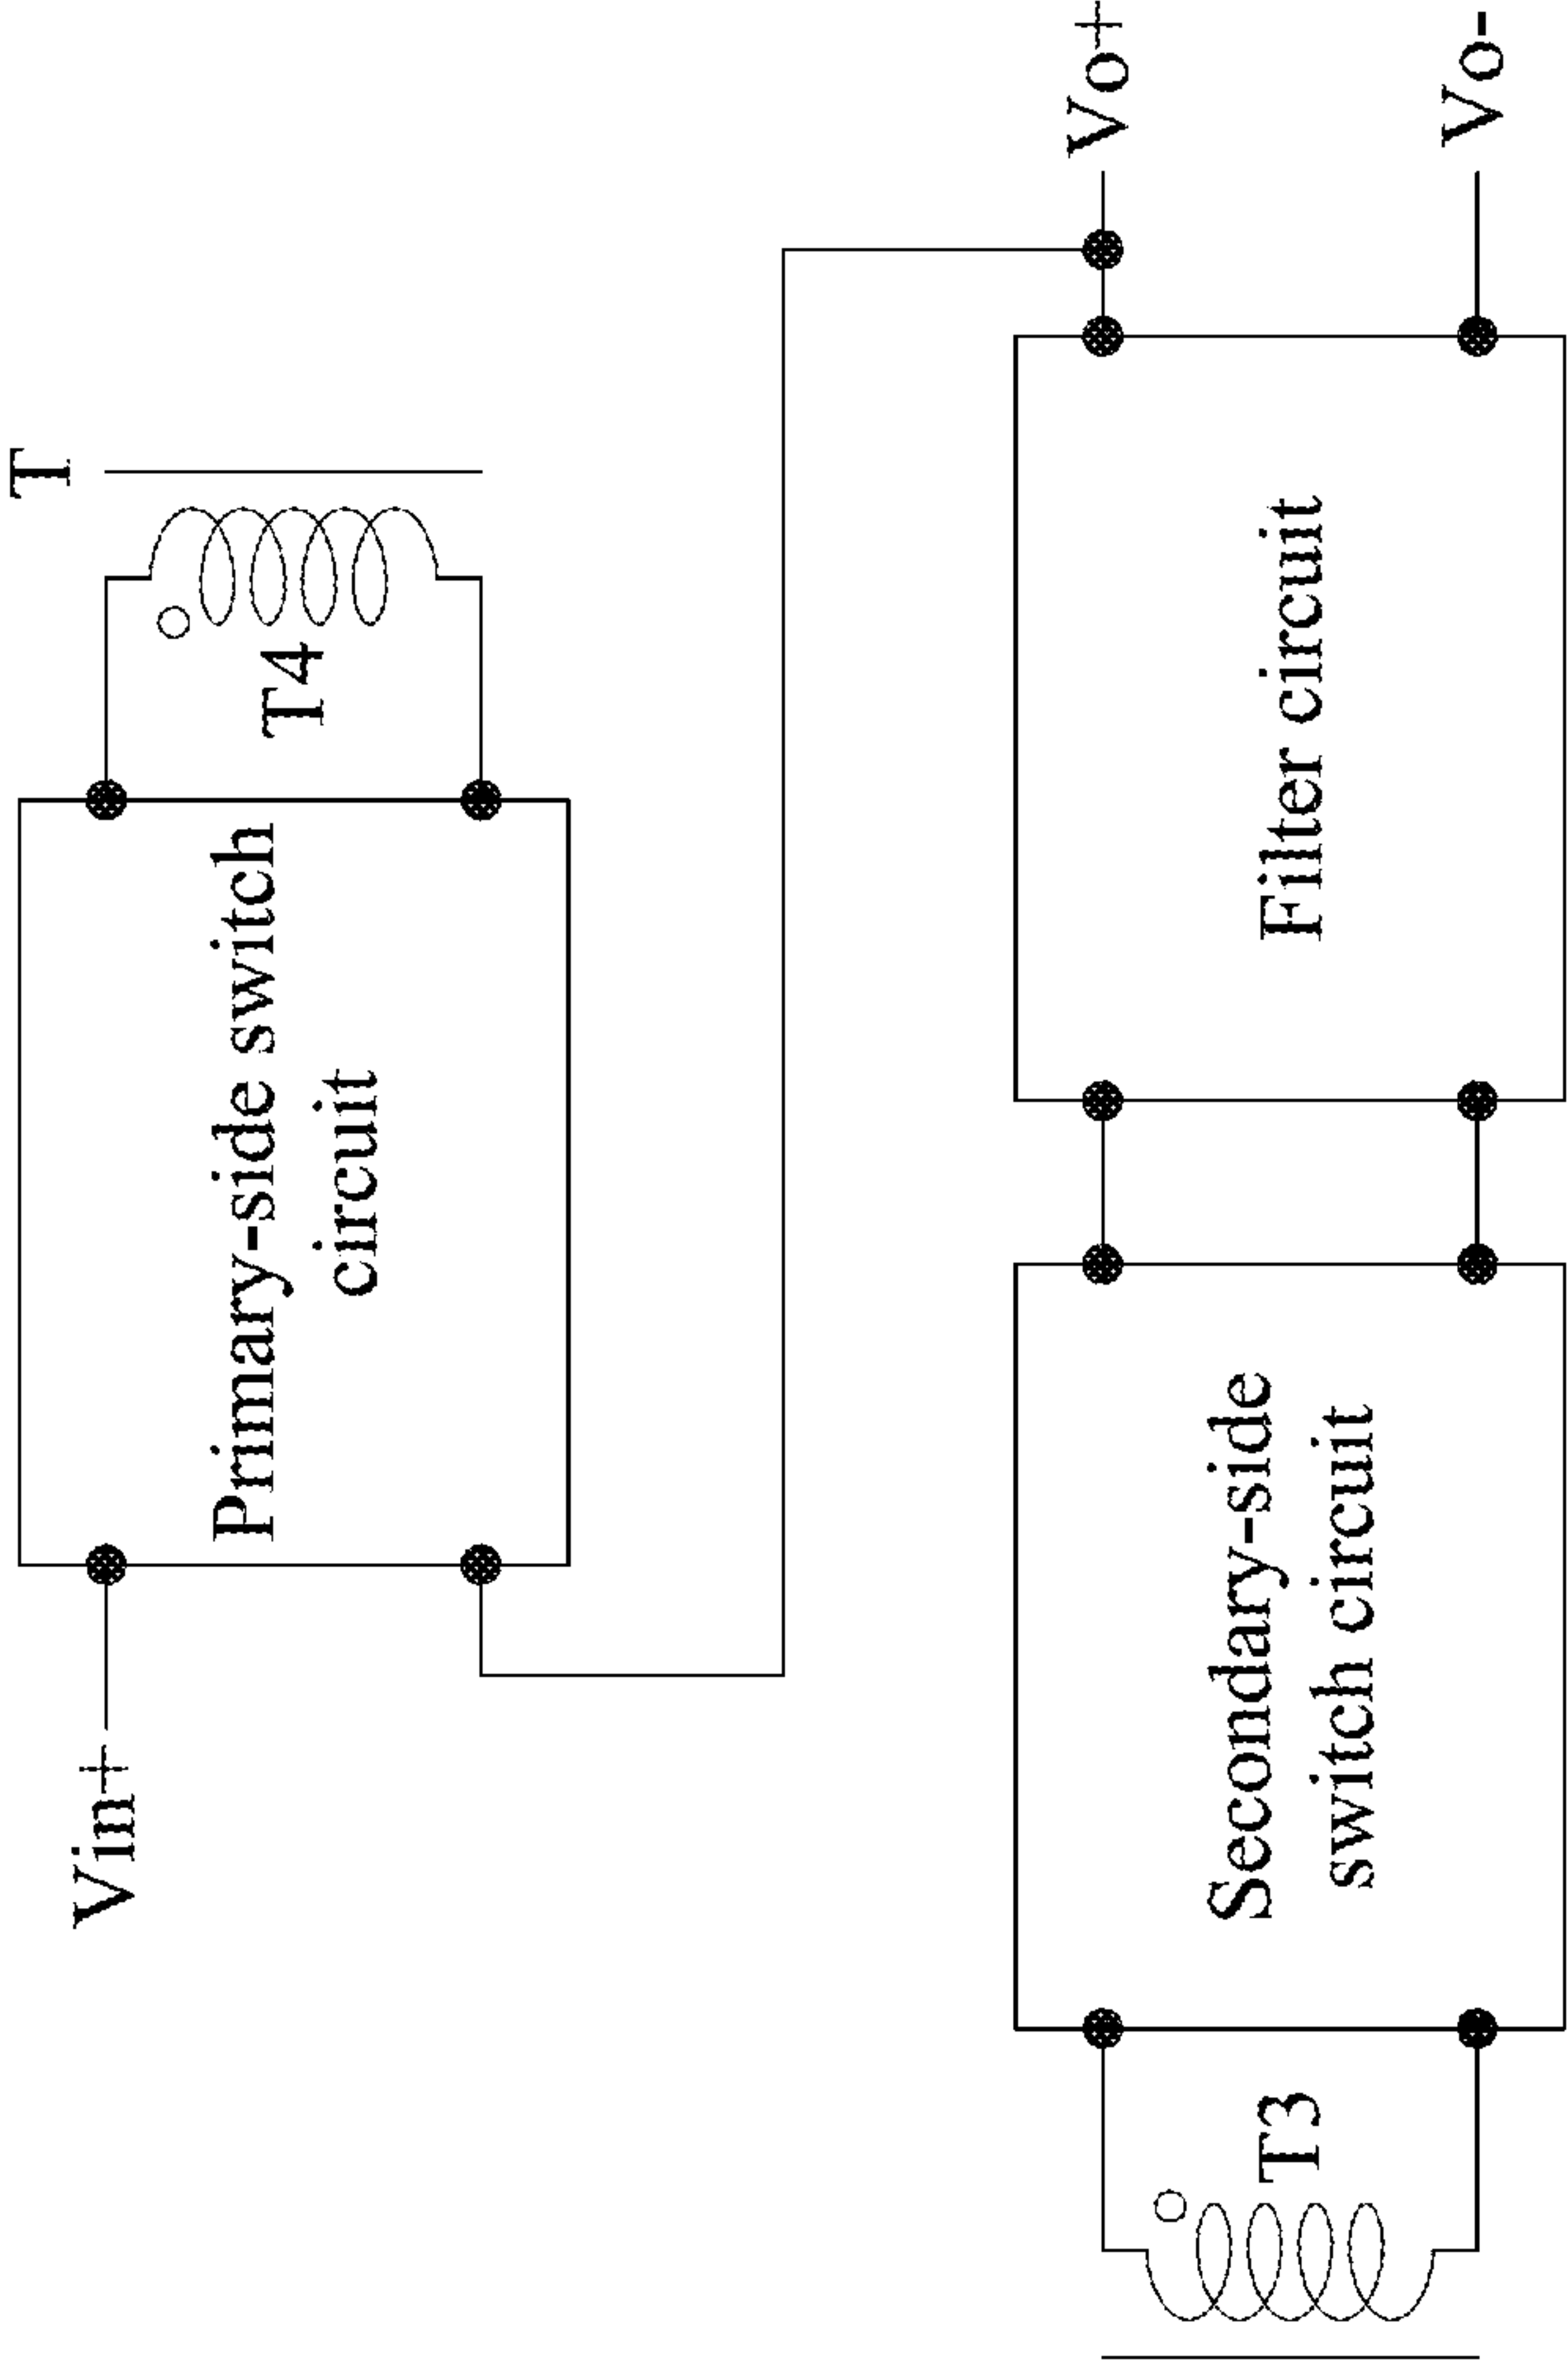 Vin+
Primary-side switch
circuit
T4
T
T3
Secondary-side
switch circuit
Filter circuit
Vo+
Vo-